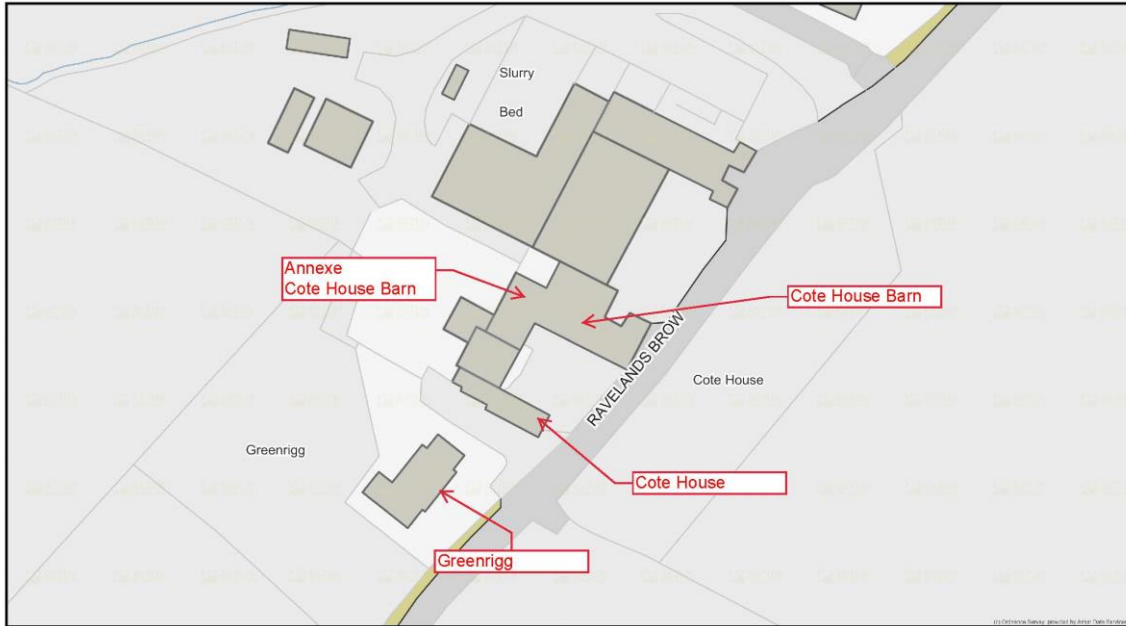 Slurry
Bed
Annexe
Cote House Barn
Cote House Barn
RAVELANDS BROW
Cote House
Greenrigg
Cote House
Greenrigg